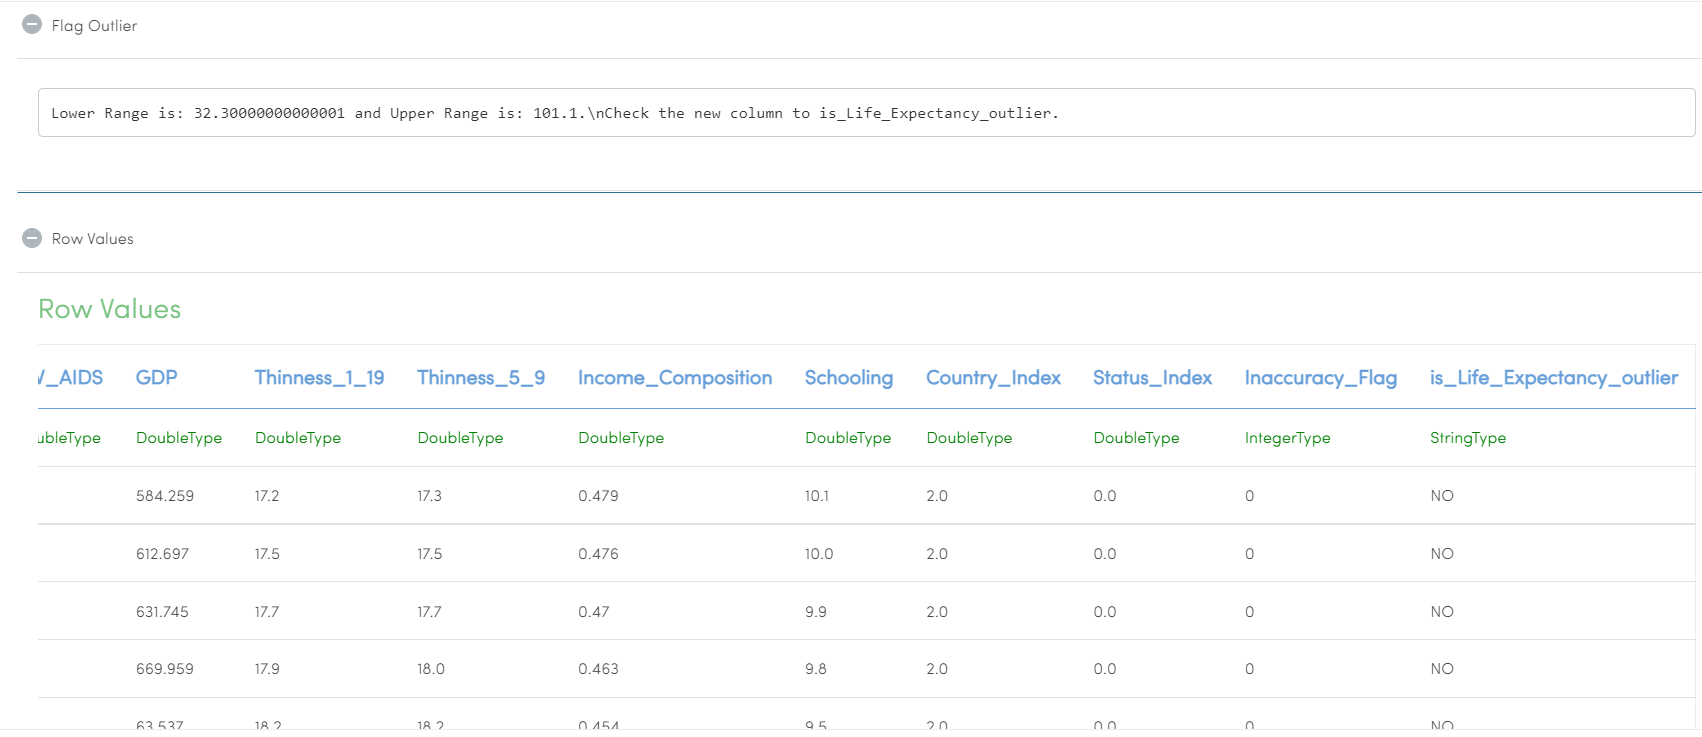 Flag Outlier
Lower Range is: 32.30000000000001 and Upper Range is: 101.1.\nCheck the new column to is_Life_Expectancy_outlier.
Row Values
Row Values
V_AIDS GDP Thinness_1_19 Thinness_5_9 Income_Composition Schooling Country_Index Status_Index Inaccuracy_Flag is_Life_Expectancy_outlier
ubleType DoubleType DoubleType DoubleType DoubleType DoubleType DoubleType DoubleType IntegerType StringType
584.259 17.2 17.3 0.479 10.1 2.0 0.0 0 NO
612.697 17.5 17.5 0.476 10.0 2.0 0.0 0 NO
631.745 17.7 17.7 0.47 9.9 2.0 0.0 0 NO
669.959 17.9 18.0 0.463 9.8 2.0 0.0 0 NO
63.537 18.2 18.2 0.454 9.5 2.0 0.0 0 NO